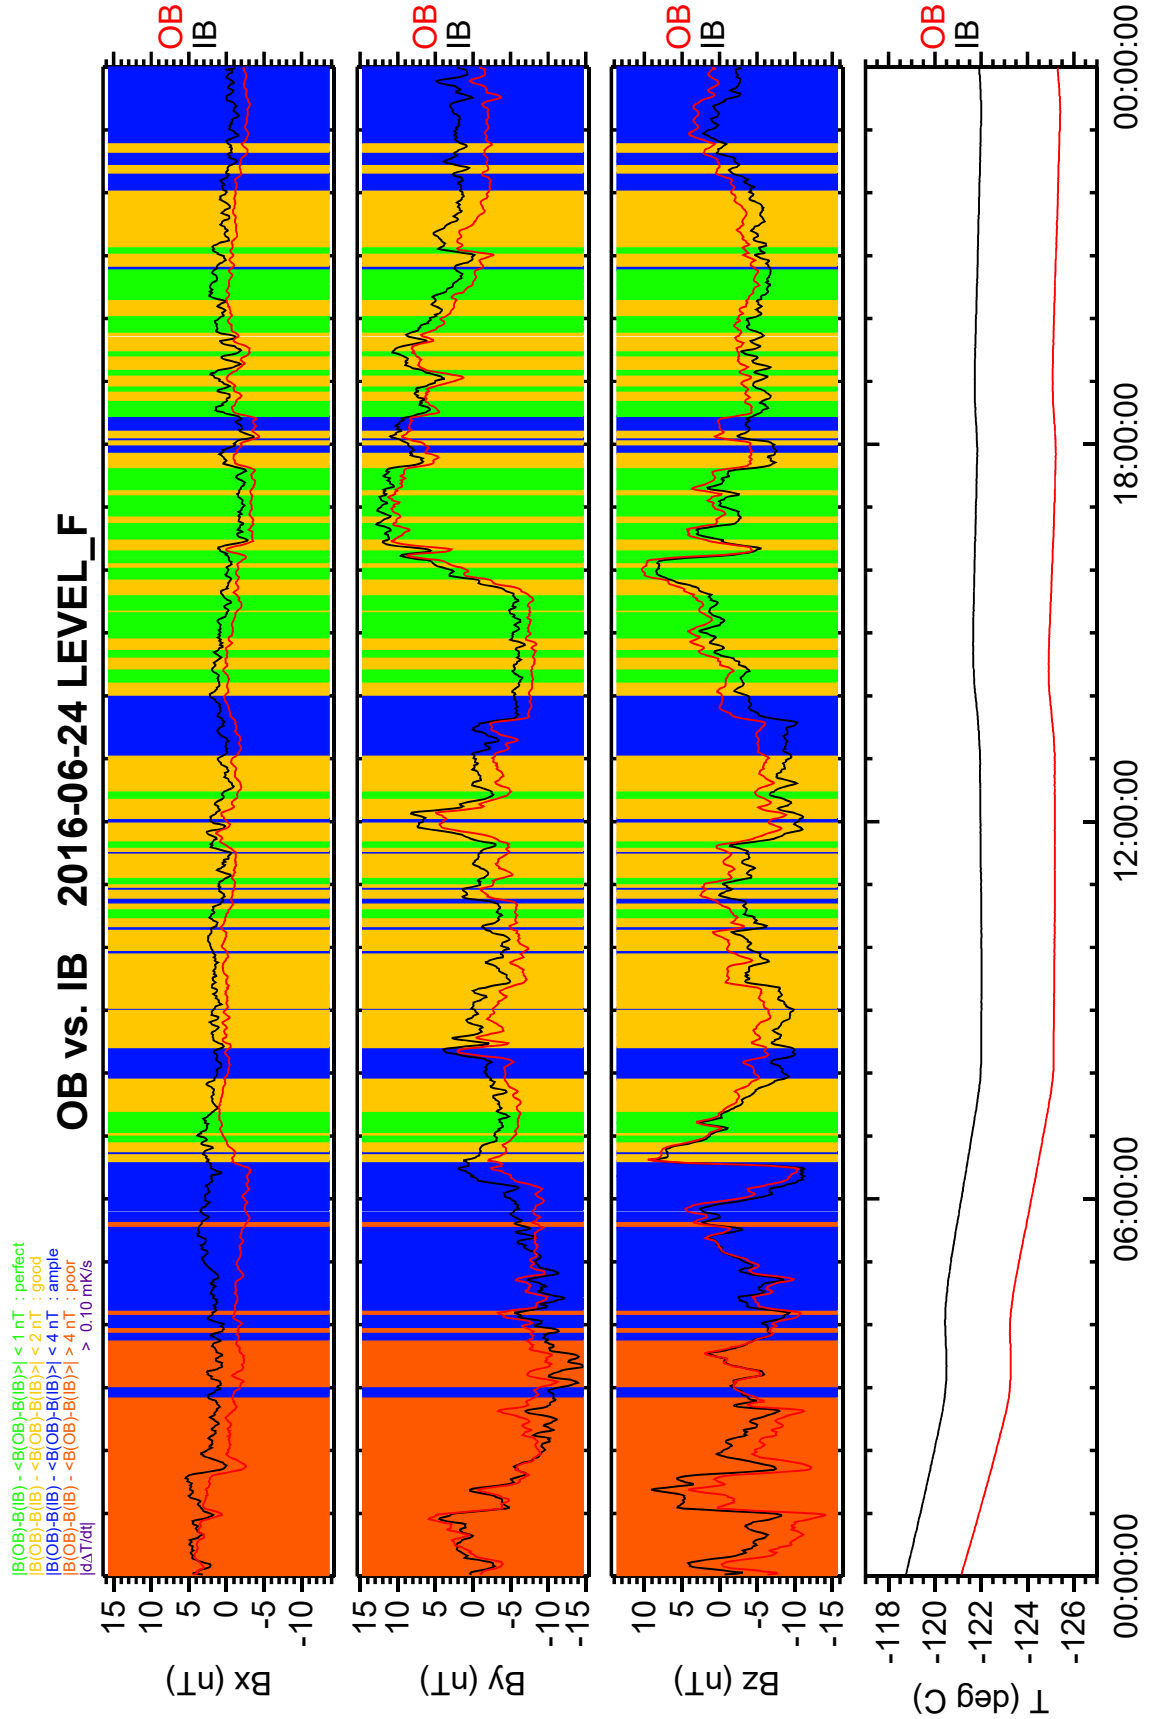 OB vs. IB 2016-06-24 LEVEL_F
|B(OB)-B(IB) - <B(OB)-B(IB)>| < 1 nT : perfect
|B(OB)-B(IB) - <B(OB)-B(IB)>| < 2 nT : good
|B(OB)-B(IB) - <B(OB)-B(IB)>| < 4 nT : ample
|B(OB)-B(IB) - <B(OB)-B(IB)>| > 4 nT : poor
|dΔT/dt| > 0.10 mK/s
Bx (nT)
15
10
5
0
-5
-10
OB
IB
By (nT)
15
10
5
0
-5
-10
-15
OB
IB
Bz (nT)
10
5
0
-5
-10
-15
OB
IB
T (deg C)
-118
-120
-122
-124
-126
OB
IB
00:00:00 06:00:00 12:00:00 18:00:00 00:00:00